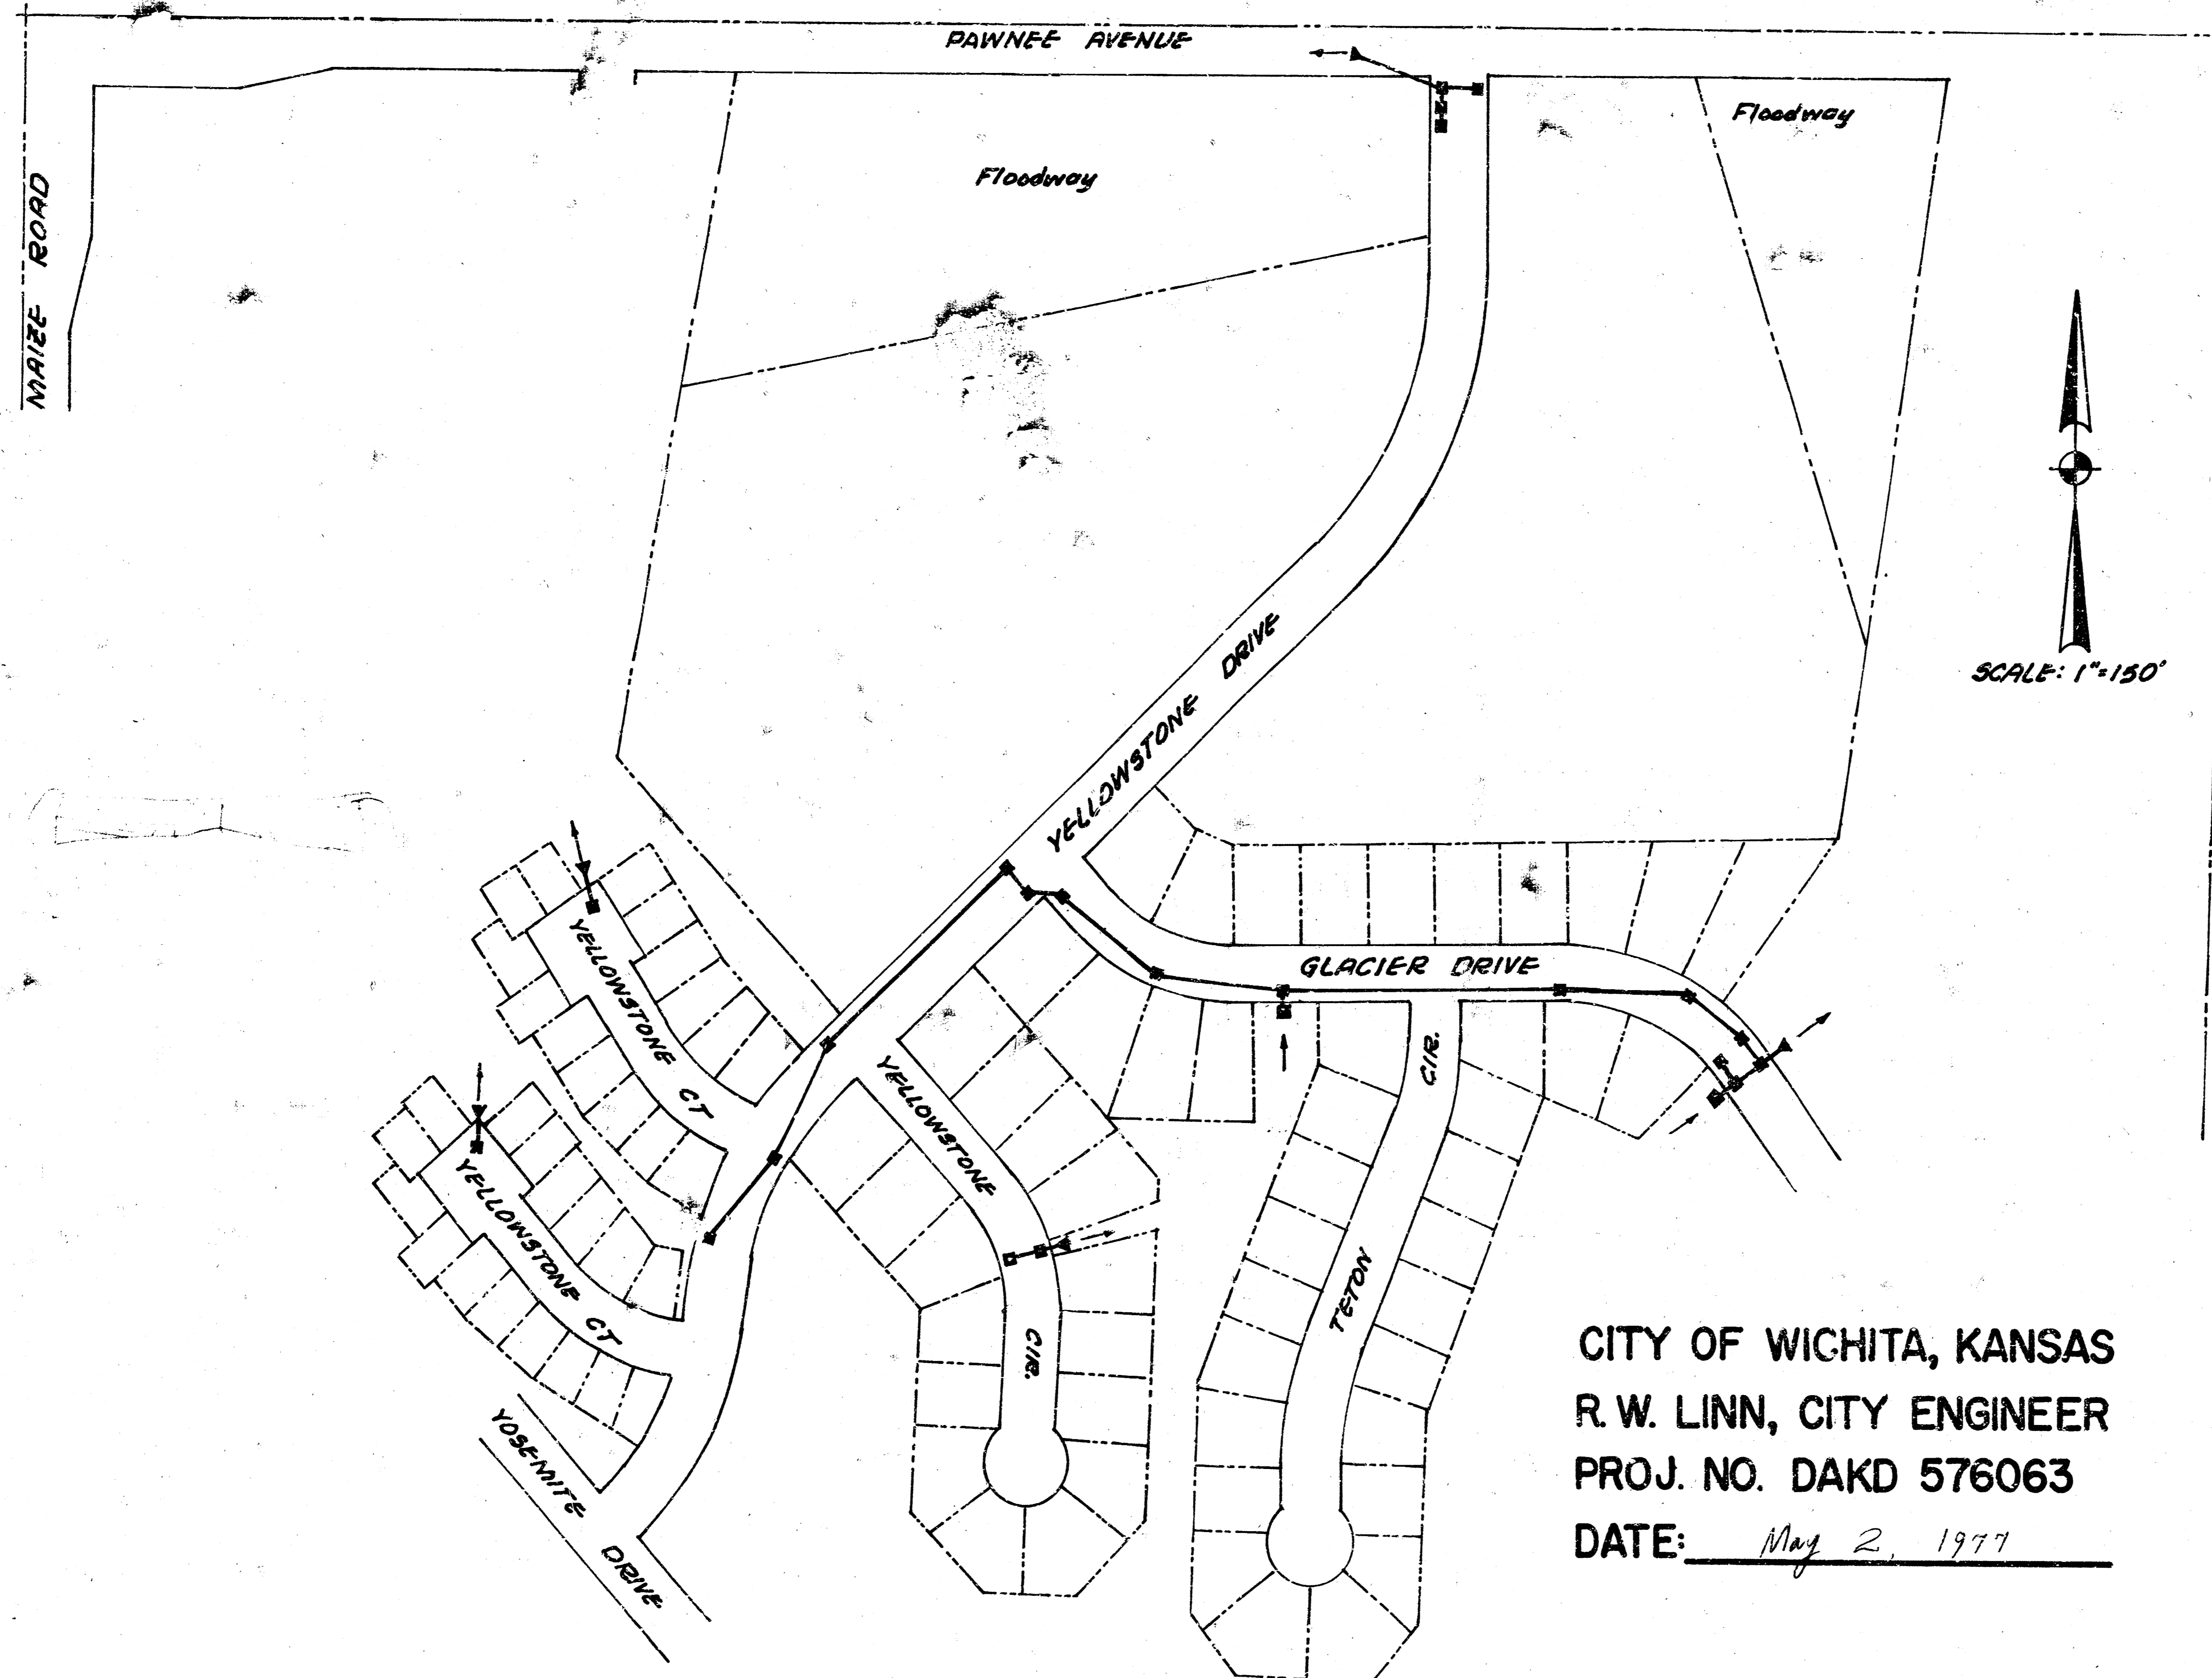 PAWNEE AVENUE
MAIZE ROAD
Floodway
Floodway
SCALE: 1"=150'
YELLOWSTONE DRIVE
GLACIER DRIVE
YELLOWSTONE CT
YELLOWSTONE CT
YELLOWSTONE CIR.
TETON CIR.
YOSEMITE DRIVE
CITY OF WICHITA, KANSAS
R. W. LINN, CITY ENGINEER
PROJ. NO. DAKD 576063
DATE: May 2, 1977